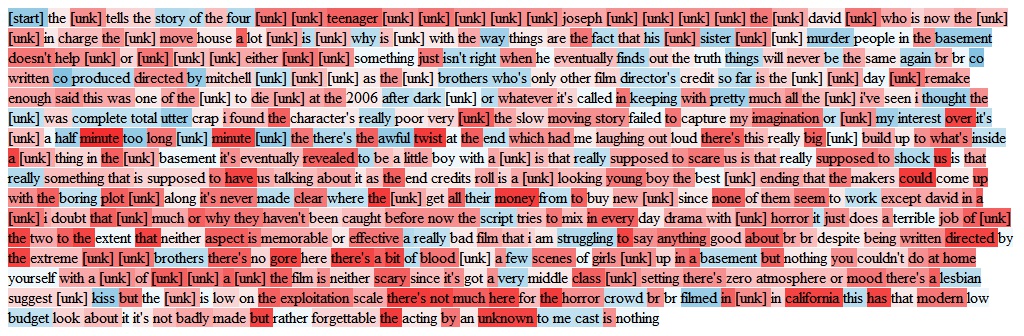 [start] the [unk] tells the story of the four [unk] [unk] teenager [unk] [unk] [unk] [unk] [unk] joseph [unk] [unk] [unk] [unk] the [unk] david [unk] who is now the [unk]
[unk] in charge the [unk] move house a lot [unk] is [unk] why is [unk] with the way things are the fact that his [unk] sister [unk] [unk] murder people in the basement
doesn't help [unk] or [unk] [unk] [unk] either [unk] [unk] something just isn't right when he eventually finds out the truth things will never be the same again br br co
written co produced directed by mitchell [unk] [unk] [unk] as the [unk] brothers who's only other film director's credit so far is the [unk] [unk] day [unk] remake
enough said this was one of the [unk] to die [unk] at the 2006 after dark [unk] or whatever it's called in keeping with pretty much all the [unk] i've seen i thought the
[unk] was complete total utter crap i found the character's really poor very [unk] the slow moving story failed to capture my imagination or [unk] my interest over it's
[unk] a half minute too long [unk] minute [unk] the there's the awful twist at the end which had me laughing out loud there's this really big [unk] build up to what's inside
a [unk] thing in the [unk] basement it's eventually revealed to be a little boy with a [unk] is that really supposed to scare us is that really supposed to shock us is that
really something that is supposed to have us talking about it as the end credits roll is a [unk] looking young boy the best [unk] ending that the makers could come up
with the boring plot [unk] along it's never made clear where the [unk] get all their money from to buy new [unk] since none of them seem to work except david in a
[unk] i doubt that [unk] much or why they haven't been caught before now the script tries to mix in every day drama with [unk] horror it just does a terrible job of [unk]
the two to the extent that neither aspect is memorable or effective a really bad film that i am struggling to say anything good about br br despite being written directed by
the extreme [unk] [unk] brothers there's no gore here there's a bit of blood [unk] a few scenes of girls [unk] up in a basement but nothing you couldn't do at home
yourself with a [unk] of [unk] [unk] a [unk] the film is neither scary since it's got a very middle class [unk] setting there's zero atmosphere or mood there's a lesbian
suggest [unk] kiss but the [unk] is low on the exploitation scale there's not much here for the horror crowd br br filmed in [unk] in california this has that modern low
budget look about it it's not badly made but rather forgettable the acting by an unknown to me cast is nothing